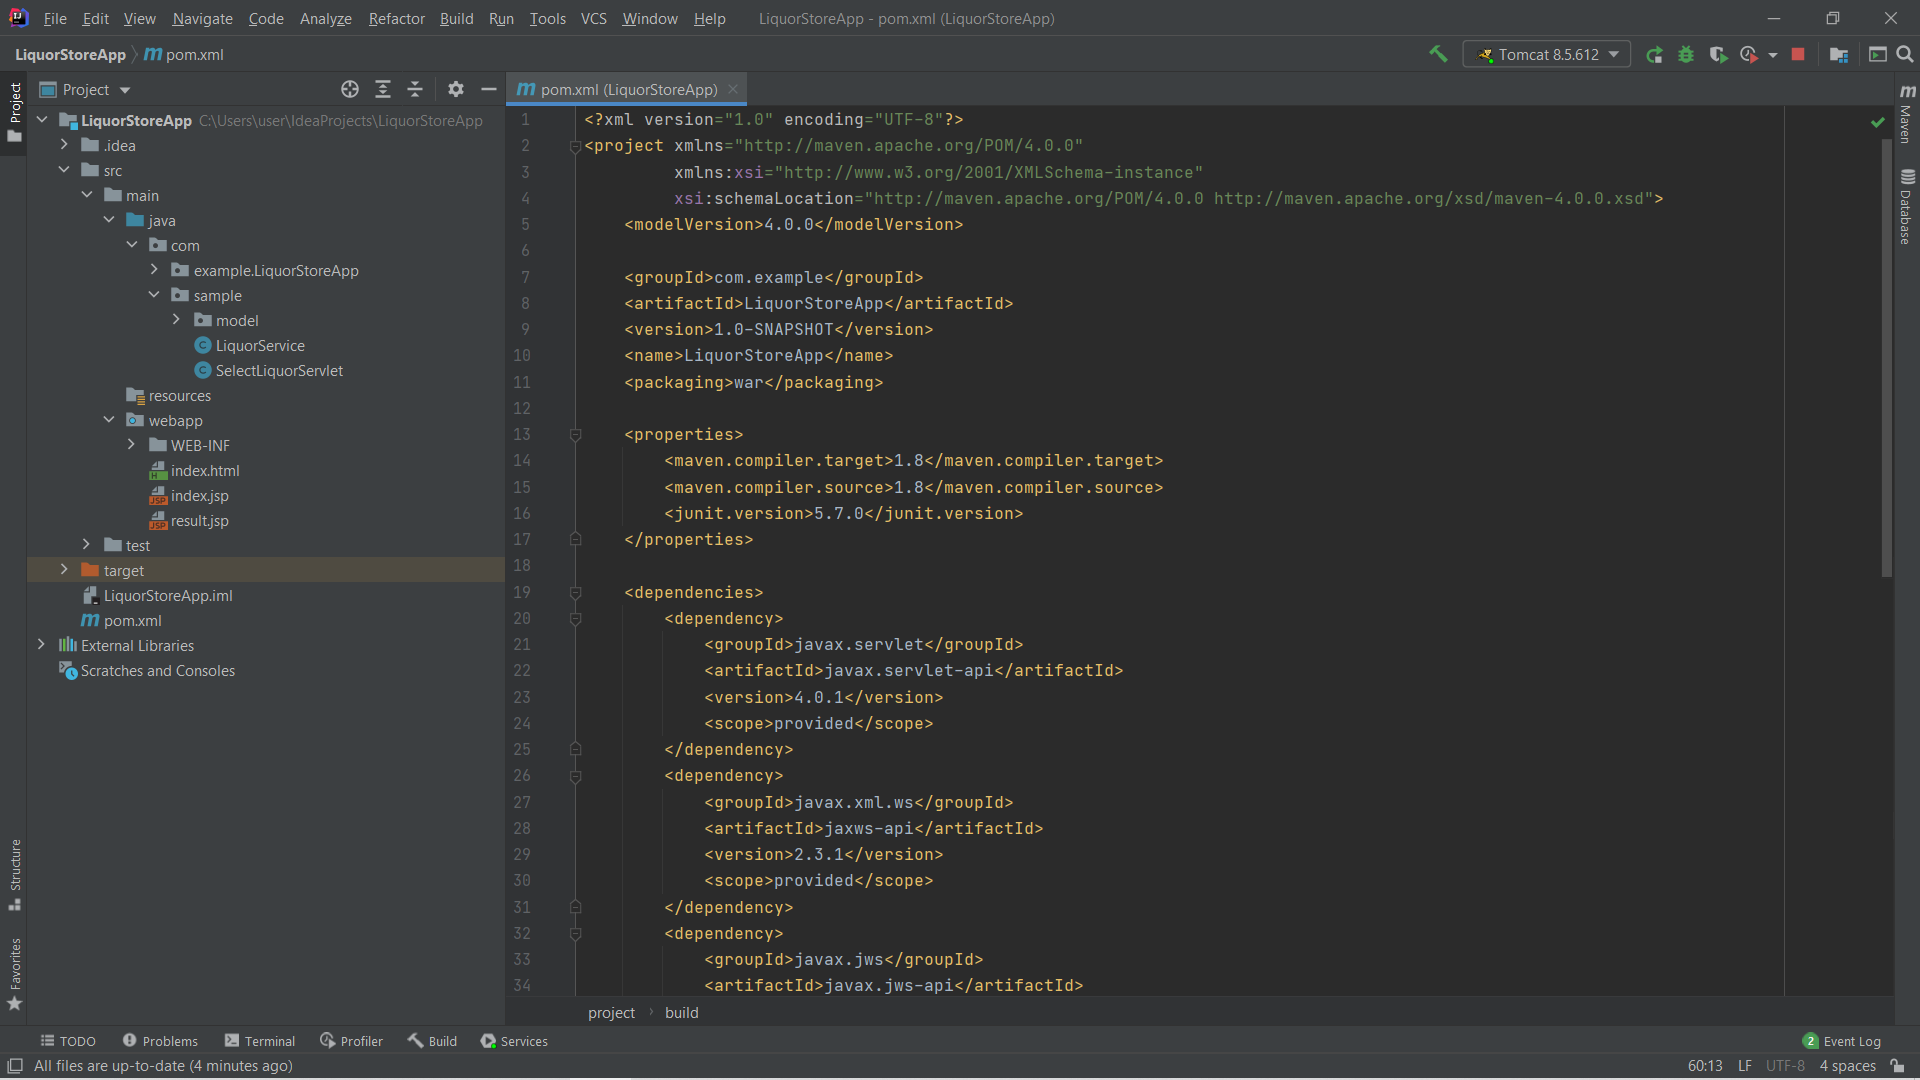 File Edit View Navigate Code Analyze Refactor Build Run Tools VCS Window Help LiquorStoreApp - pom.xml (LiquorStoreApp)
LiquorStoreApp pom.xml Tomcat 8.5.612
Project
pom.xml (LiquorStoreApp)
Project
Structure
Favorites
LiquorStoreApp C:\Users\user\IdeaProjects\LiquorStoreApp
.idea
src
main
java
com
example.LiquorStoreApp
sample
model
LiquorService
SelectLiquorServlet
resources
webapp
WEB-INF
index.html
index.jsp
result.jsp
test
target
LiquorStoreApp.iml
pom.xml
External Libraries
Scratches and Consoles
1 <?xml version="1.0" encoding="UTF-8"?>
2 <project xmlns="http://maven.apache.org/POM/4.0.0"
3 xmlns:xsi="http://www.w3.org/2001/XMLSchema-instance"
4 xsi:schemaLocation="http://maven.apache.org/POM/4.0.0 http://maven.apache.org/xsd/maven-4.0.0.xsd">
5 <modelVersion>4.0.0</modelVersion>
6
7 <groupId>com.example</groupId>
8 <artifactId>LiquorStoreApp</artifactId>
9 <version>1.0-SNAPSHOT</version>
10 <name>LiquorStoreApp</name>
11 <packaging>war</packaging>
12
13 <properties>
14 <maven.compiler.target>1.8</maven.compiler.target>
15 <maven.compiler.source>1.8</maven.compiler.source>
16 <junit.version>5.7.0</junit.version>
17 </properties>
18
19 <dependencies>
20 <dependency>
21 <groupId>javax.servlet</groupId>
22 <artifactId>javax.servlet-api</artifactId>
23 <version>4.0.1</version>
24 <scope>provided</scope>
25 </dependency>
26 <dependency>
27 <groupId>javax.xml.ws</groupId>
28 <artifactId>jaxws-api</artifactId>
29 <version>2.3.1</version>
30 <scope>provided</scope>
31 </dependency>
32 <dependency>
33 <groupId>javax.jws</groupId>
34 <artifactId>javax.jws-api</artifactId>
project build
Maven
Database
TODO Problems Terminal Profiler Build Services 2 Event Log
All files are up-to-date (4 minutes ago) 60:13 LF UTF-8 4 spaces